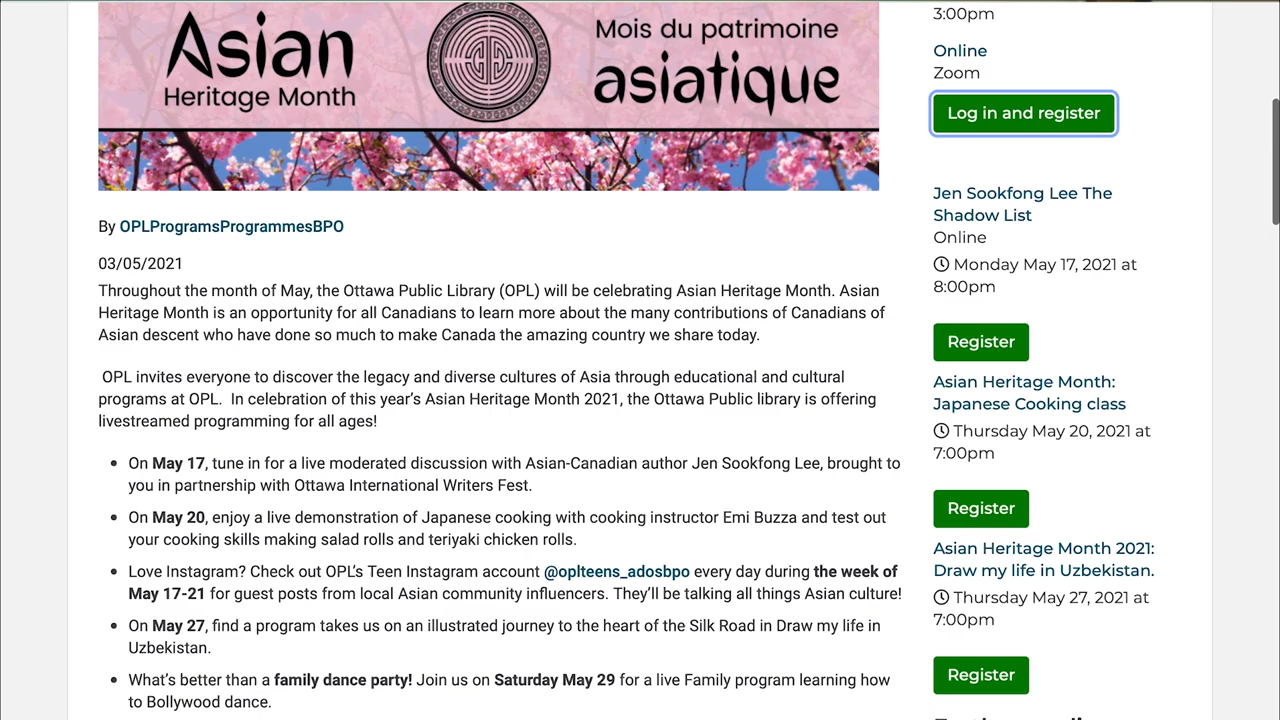 Asian
Heritage Month
Mois du patrimoine
asiatique
By OPLProgramsProgrammesBPO
03/05/2021
Throughout the month of May, the Ottawa Public Library (OPL) will be celebrating Asian Heritage Month. Asian
Heritage Month is an opportunity for all Canadians to learn more about the many contributions of Canadians of
Asian descent who have done so much to make Canada the amazing country we share today.
OPL invites everyone to discover the legacy and diverse cultures of Asia through educational and cultural
programs at OPL.  In celebration of this year’s Asian Heritage Month 2021, the Ottawa Public library is offering
livestreamed programming for all ages!
• On May 17, tune in for a live moderated discussion with Asian-Canadian author Jen Sookfong Lee, brought to
you in partnership with Ottawa International Writers Fest.
• On May 20, enjoy a live demonstration of Japanese cooking with cooking instructor Emi Buzza and test out
your cooking skills making salad rolls and teriyaki chicken rolls.
• Love Instagram? Check out OPL’s Teen Instagram account @oplteens_adosbpo every day during the week of
May 17-21 for guest posts from local Asian community influencers. They’ll be talking all things Asian culture!
• On May 27, find a program takes us on an illustrated journey to the heart of the Silk Road in Draw my life in
Uzbekistan.
• What’s better than a family dance party! Join us on Saturday May 29 for a live Family program learning how
to Bollywood dance.
3:00pm
Online
Zoom
Log in and register
Jen Sookfong Lee The
Shadow List
Online
Monday May 17, 2021 at
8:00pm
Register
Asian Heritage Month:
Japanese Cooking class
Thursday May 20, 2021 at
7:00pm
Register
Asian Heritage Month 2021:
Draw my life in Uzbekistan.
Thursday May 27, 2021 at
7:00pm
Register